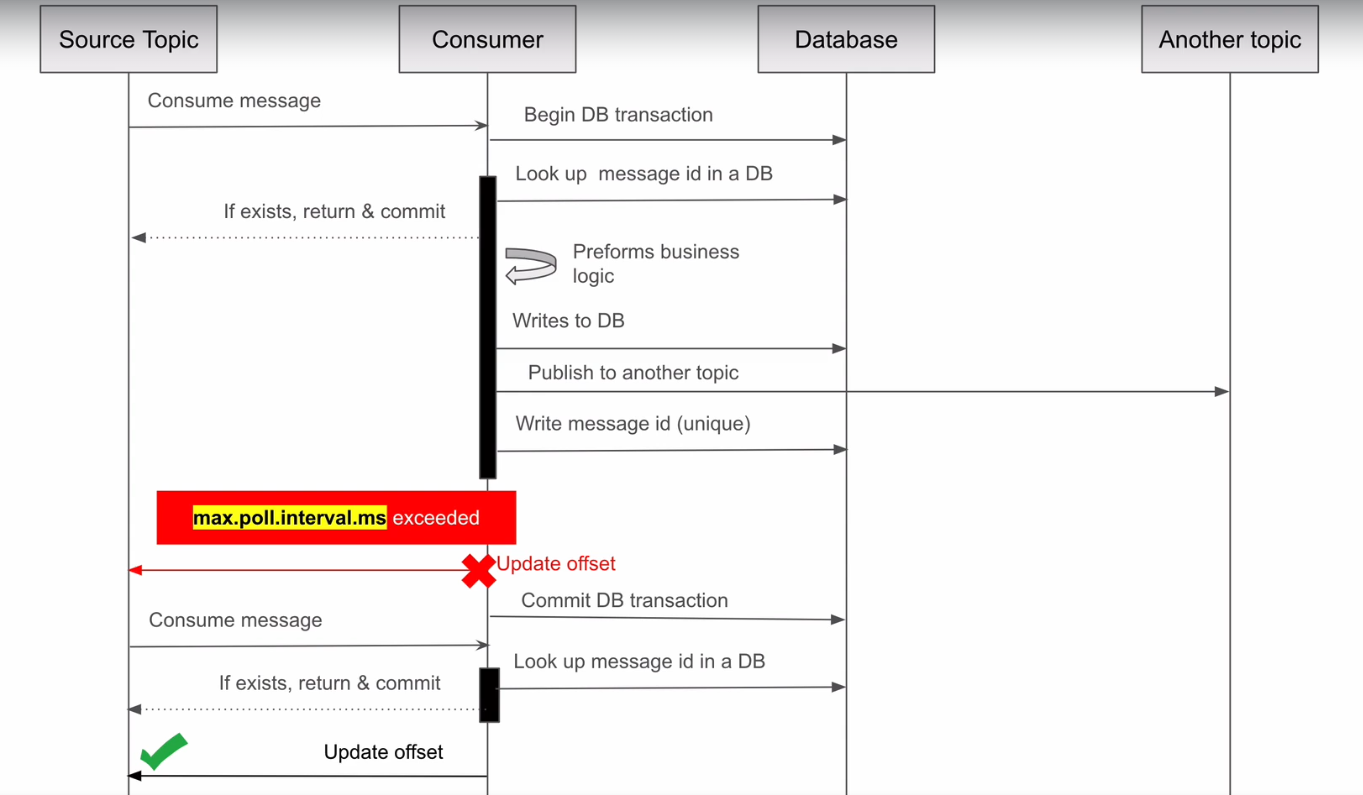 Source Topic
Consumer
Database
Another topic
Consume message
Begin DB transaction
Look up  message id in a DB
If exists, return & commit
Preforms business
logic
Writes to DB
Publish to another topic
Write message id (unique)
max.poll.interval.ms exceeded
Update offset
Commit DB transaction
Consume message
Look up message id in a DB
If exists, return & commit
Update offset